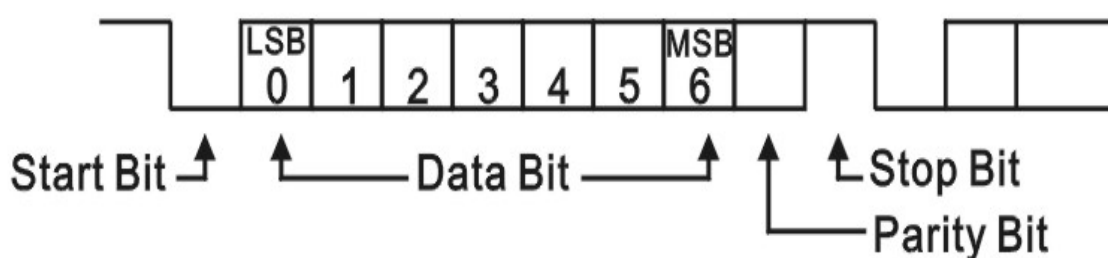 LSB MSB
0 1 2 3 4 5 6
Start Bit Data Bit Stop Bit
Parity Bit